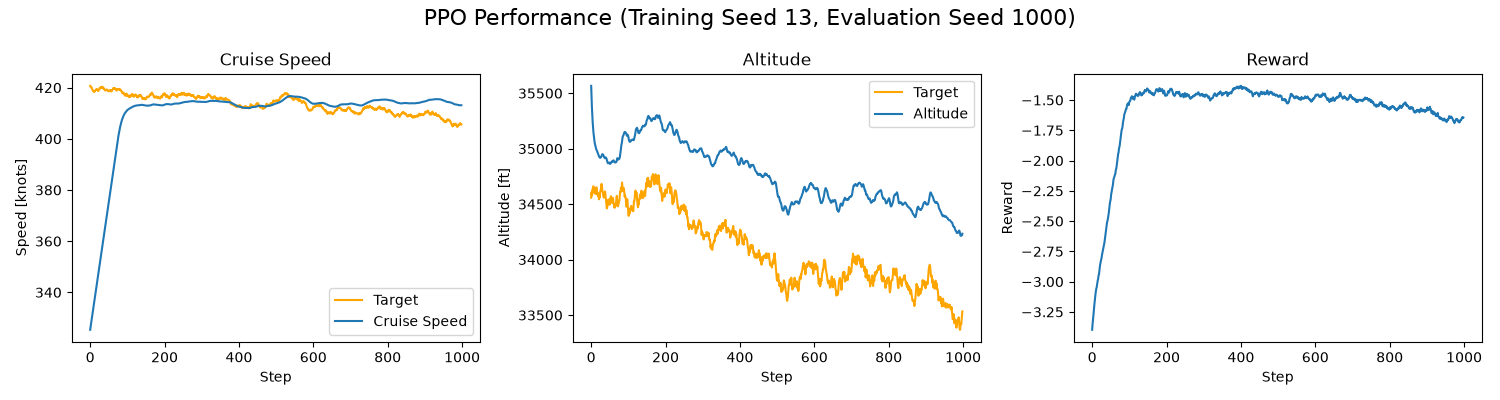 PPO Performance (Training Seed 13, Evaluation Seed 1000)
Cruise Speed
420
400
380
360
340
Speed [knots]
Target
Cruise Speed
0 200 400 600 800 1000
Step
Altitude
35500
35000
34500
34000
33500
Altitude [ft]
Target
Altitude
0 200 400 600 800 1000
Step
Reward
−1.50
−1.75
−2.00
−2.25
−2.50
−2.75
−3.00
−3.25
Reward
0 200 400 600 800 1000
Step